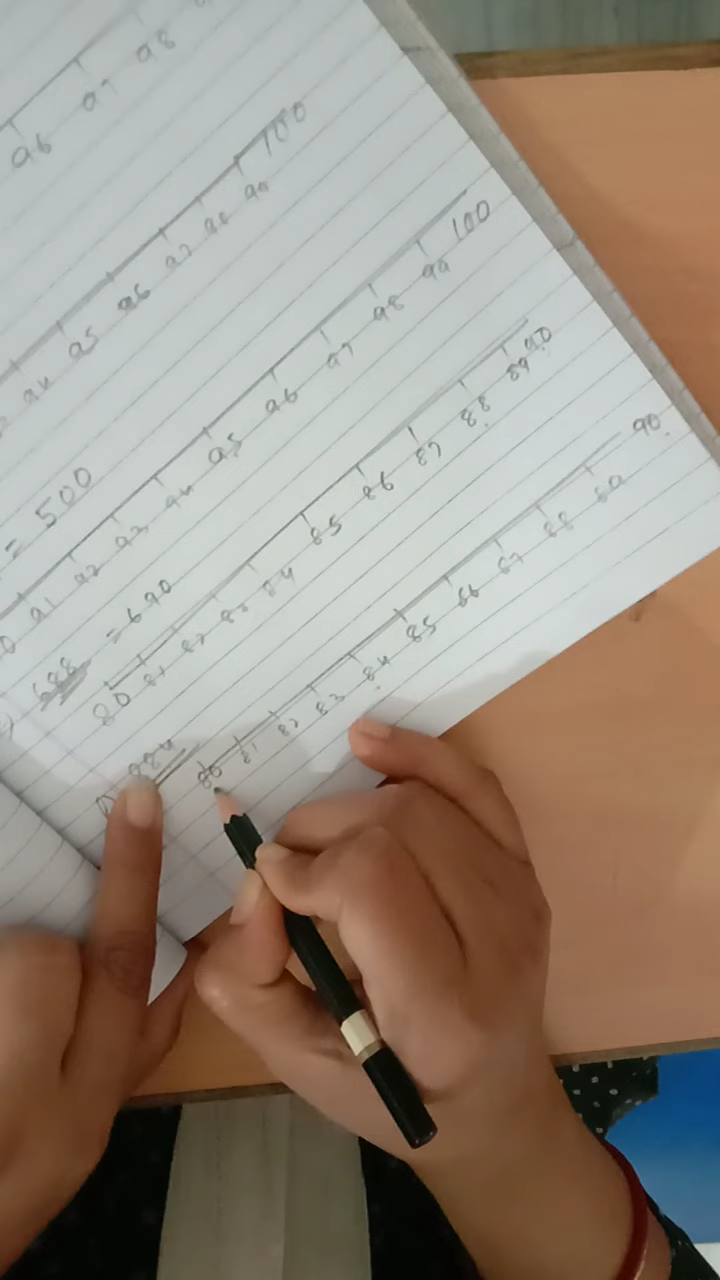 96 97 98
94 95 96 97 98 99 100
= 500
91 92 93 94 95 96 97 98 99 100
688 = 690
80 81 82 83 84 85 86 87 88 89 90
80 81 82 83 84 85 86 87 88 89 90